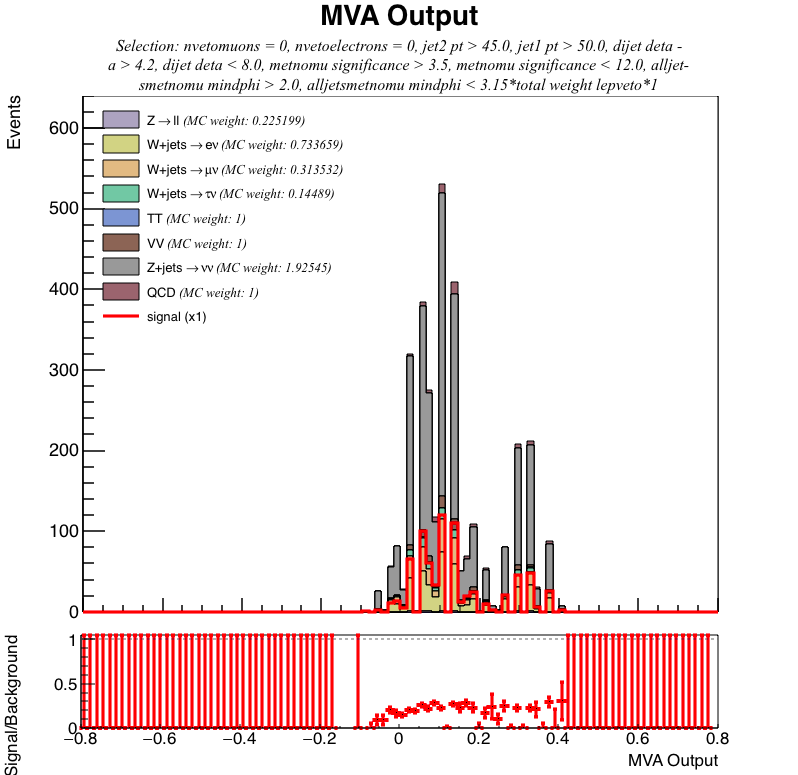 MVA Output
Selection: nvetomuons = 0, nvetoelectrons = 0, jet2 pt > 45.0, jet1 pt > 50.0, dijet deta -
a > 4.2, dijet deta < 8.0, metnomu significance > 3.5, metnomu significance < 12.0, alljet-
smetnomu mindphi > 2.0, alljetsmetnomu mindphi < 3.15*total weight lepveto*1
Events
600
500
400
300
200
100
0
Z→ll (MC weight: 0.225199)
W+jets→eν (MC weight: 0.733659)
W+jets→μν (MC weight: 0.313532)
W+jets→τν (MC weight: 0.14489)
TT (MC weight: 1)
VV (MC weight: 1)
Z+jets→νν (MC weight: 1.92545)
QCD (MC weight: 1)
signal (x1)
Signal/Background
1
0.5
0
−0.8 −0.6 −0.4 −0.2 0 0.2 0.4 0.6 0.8
MVA Output